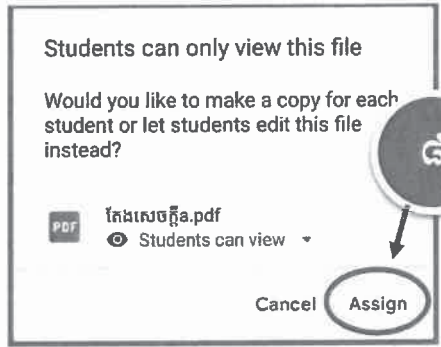 Students can only view this file
Would you like to make a copy for each
student or let students edit this file
instead?
PDF
តែងសេចក្តីa.pdf
Students can view
Cancel
Assign